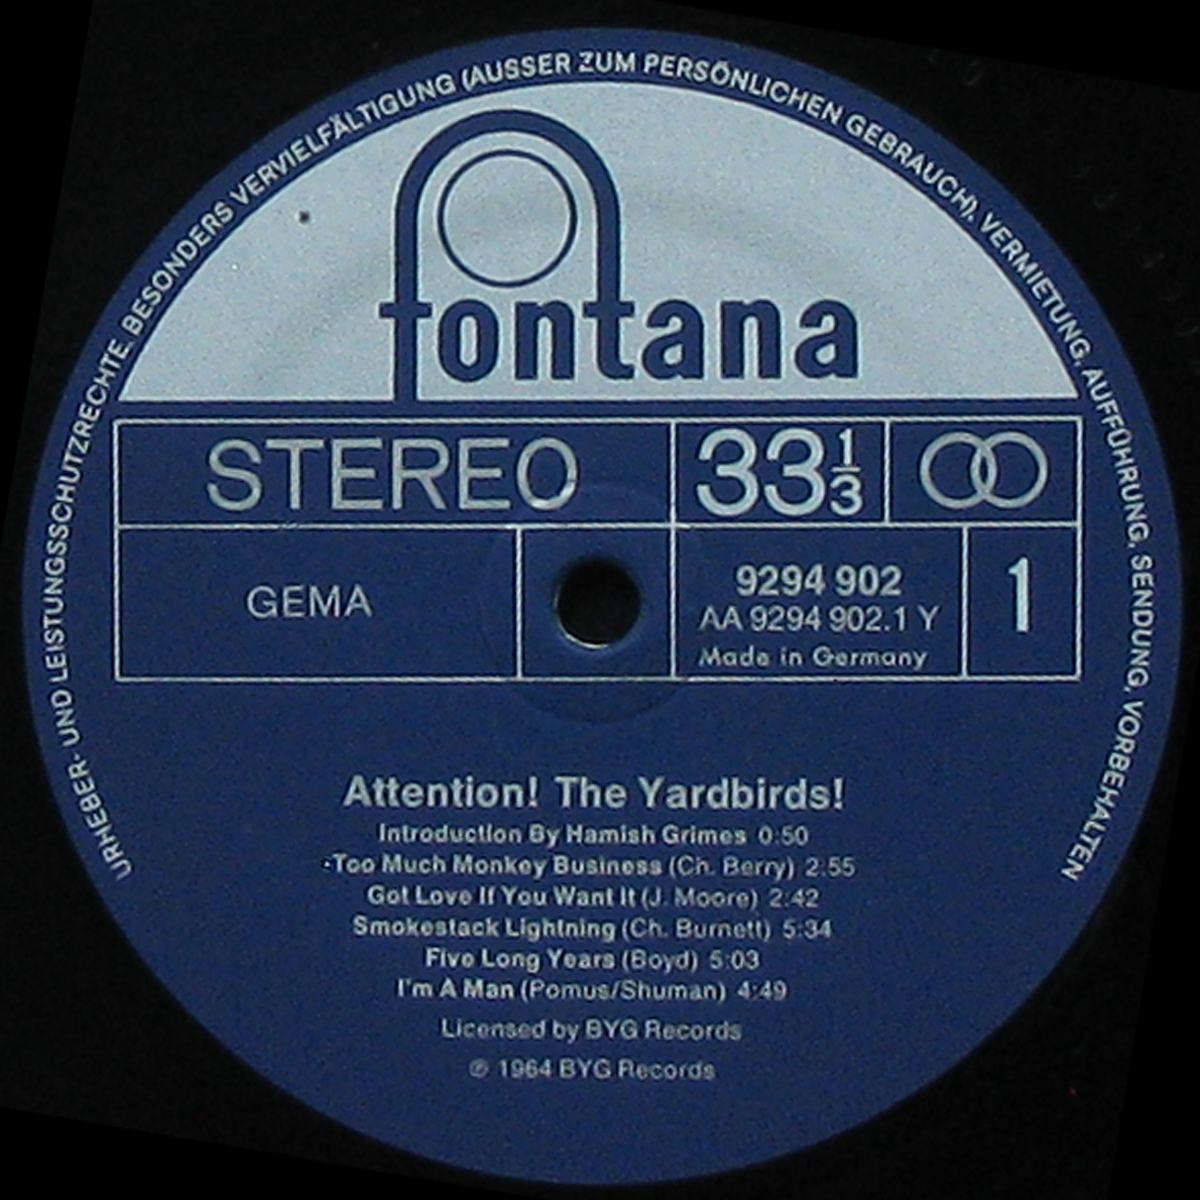 URHEBER- UND LEISTUNGSSCHUTZRECHTE, BESONDERS VERVIELFÄLTIGUNG (AUSSER ZUM PERSÖNLICHEN GEBRAUCH), VERMIETUNG, AUFFÜHRUNG, SENDUNG, VORBEHALTEN
fontana
STEREO 33 1/3
GEMA
9294 902
AA 9294 902.1 Y
Made in Germany
1
Attention! The Yardbirds!
Introduction By Hamish Grimes 0:50
Too Much Monkey Business (Ch. Berry) 2:55
Got Love If You Want It (J. Moore) 2:42
Smokestack Lightning (Ch. Burnett) 5:34
Five Long Years (Boyd) 5:03
I'm A Man (Pomus/Shuman) 4:49
Licensed by BYG Records
℗ 1964 BYG Records